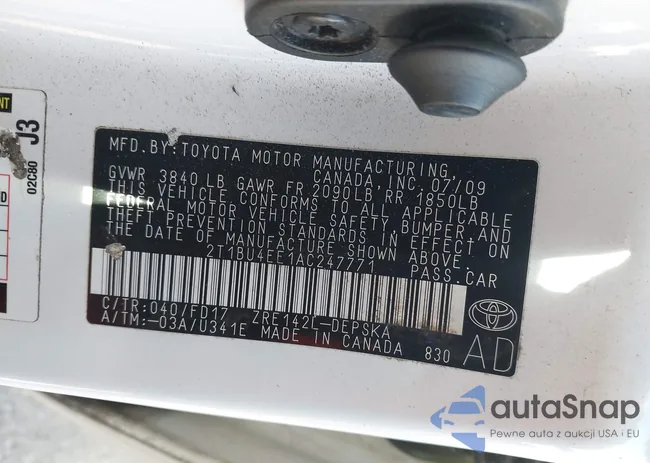 NT
J3
02C80
LD
MFD.BY:TOYOTA MOTOR MANUFACTURING,
CANADA, INC. 07/09
GVWR 3840 LB GAWR FR 2090LB RR 1850LB
THIS VEHICLE CONFORMS TO ALL APPLICABLE
FEDERAL MOTOR VEHICLE SAFETY, BUMPER, AND
THEFT PREVENTION STANDARDS IN EFFECT ON
THE DATE OF MANUFACTURE SHOWN ABOVE.
2T1BU4EE1AC247771 PASS.CAR
C/TR:040/FD17 ZRE142L-DEPSKA
A/TM:-03A/U341E MADE IN CANADA 830
AD
autaSnap
Pewne auta z aukcji USA i EU